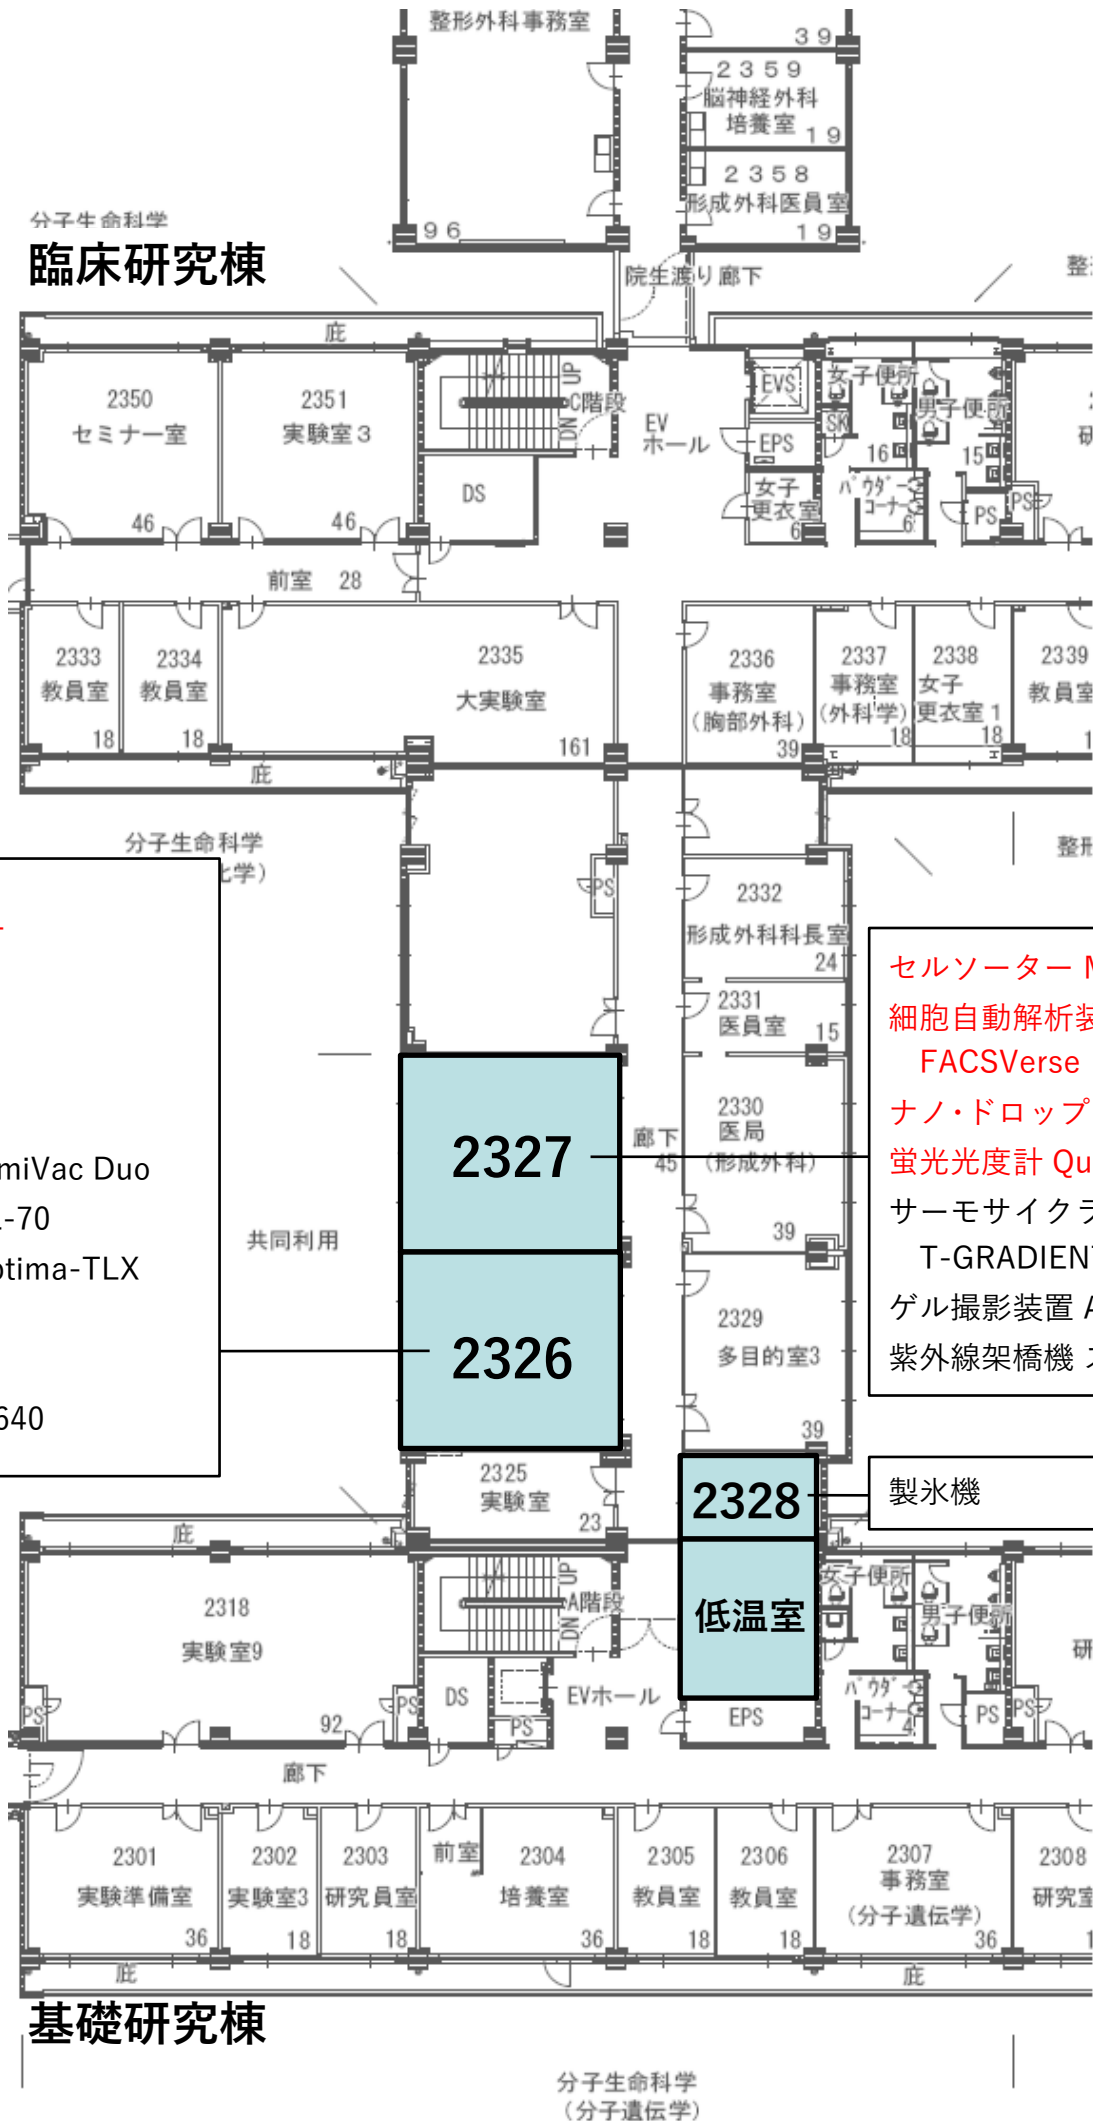 整形外科事務室
39
2359
脳神経外科
培養室
19
2358
形成外科医員室
19
96
分子生命科学
臨床研究棟
院生渡り廊下
庇
2350
セミナー室
46
2351
実験室3
46
UP
C階段
DN
DS
EV
ホール
EVS
EPS
女子
更衣室
6
女子便所
SK
16
男子便所
15
パウダー
コーナー
6
PS
PS
前室 28
2333
教員室
18
2334
教員室
18
2335
大実験室
161
2336
事務室
(胸部外科)
39
2337
事務室
(外科学)
18
2338
女子
更衣室1
18
2339
教員室
庇
分子生命科学
化学)
PS
2332
形成外科科長室
24
2331
医員室
15
2330
医局
(形成外科)
39
廊下
45
2327
セルソーター
細胞自動解析装
FACSVerse
ナノ・ドロップ
蛍光光度計 Qu
サーモサイクラ
T-GRADIENT
ゲル撮影装置 A
紫外線架橋機
miVac Duo
-70
otima-TLX
640
共同利用
2326
2329
多目的室3
39
2325
実験室
23
2328
製氷機
低温室
庇
2318
実験室9
92
PS
PS
UP
A階段
DN
DS
PS
EVホール
EPS
女子便所
男子便所
パウダー
コーナー
4
PS
PS
廊下
2301
実験準備室
36
2302
実験室3
18
2303
研究員室
18
前室
2304
培養室
36
2305
教員室
18
2306
教員室
18
2307
事務室
(分子遺伝学)
36
2308
研究室
庇
庇
基礎研究棟
分子生命科学
(分子遺伝学)